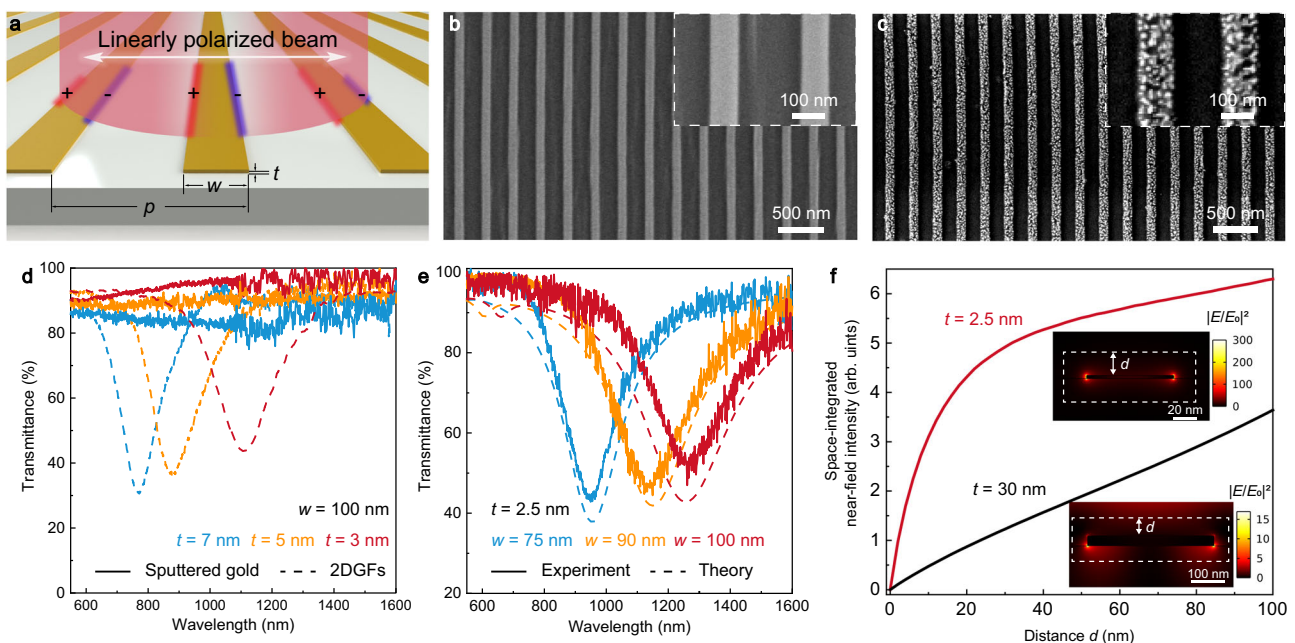 a
Linearly polarized beam
+ - + - + -
t
w
p
b
100 nm
500 nm
c
100 nm
500 nm
d
100
80
60
40
20
0
Transmittance (%)
w = 100 nm
t = 7 nm t = 5 nm t = 3 nm
Sputtered gold 2DGFs
600 800 1000 1200 1400 1600
Wavelength (nm)
e
100
80
60
40
20
Transmittance (%)
t = 2.5 nm
w = 75 nm w = 90 nm w = 100 nm
Experiment Theory
600 800 1000 1200 1400 1600
Wavelength (nm)
f
6
5
4
3
2
1
0
Space-integrated
near-field intensity (arb. uints)
t = 2.5 nm
|E/E₀|²
300
200
100
0
d
20 nm
t = 30 nm
|E/E₀|²
15
10
5
0
d
100 nm
0 20 40 60 80 100
Distance d (nm)